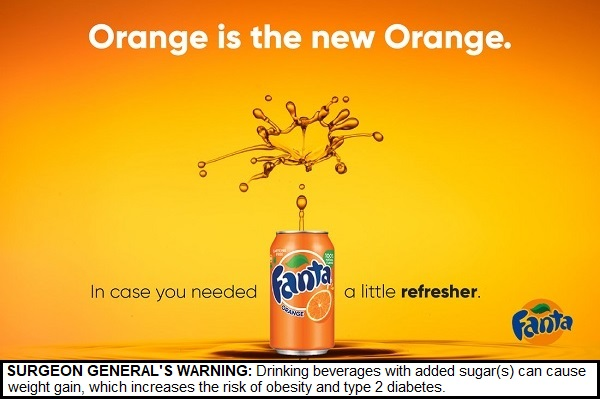 Orange is the new Orange.
Fanta
ORANGE
In case you needed a little refresher.
Fanta
SURGEON GENERAL'S WARNING: Drinking beverages with added sugar(s) can cause
weight gain, which increases the risk of obesity and type 2 diabetes.